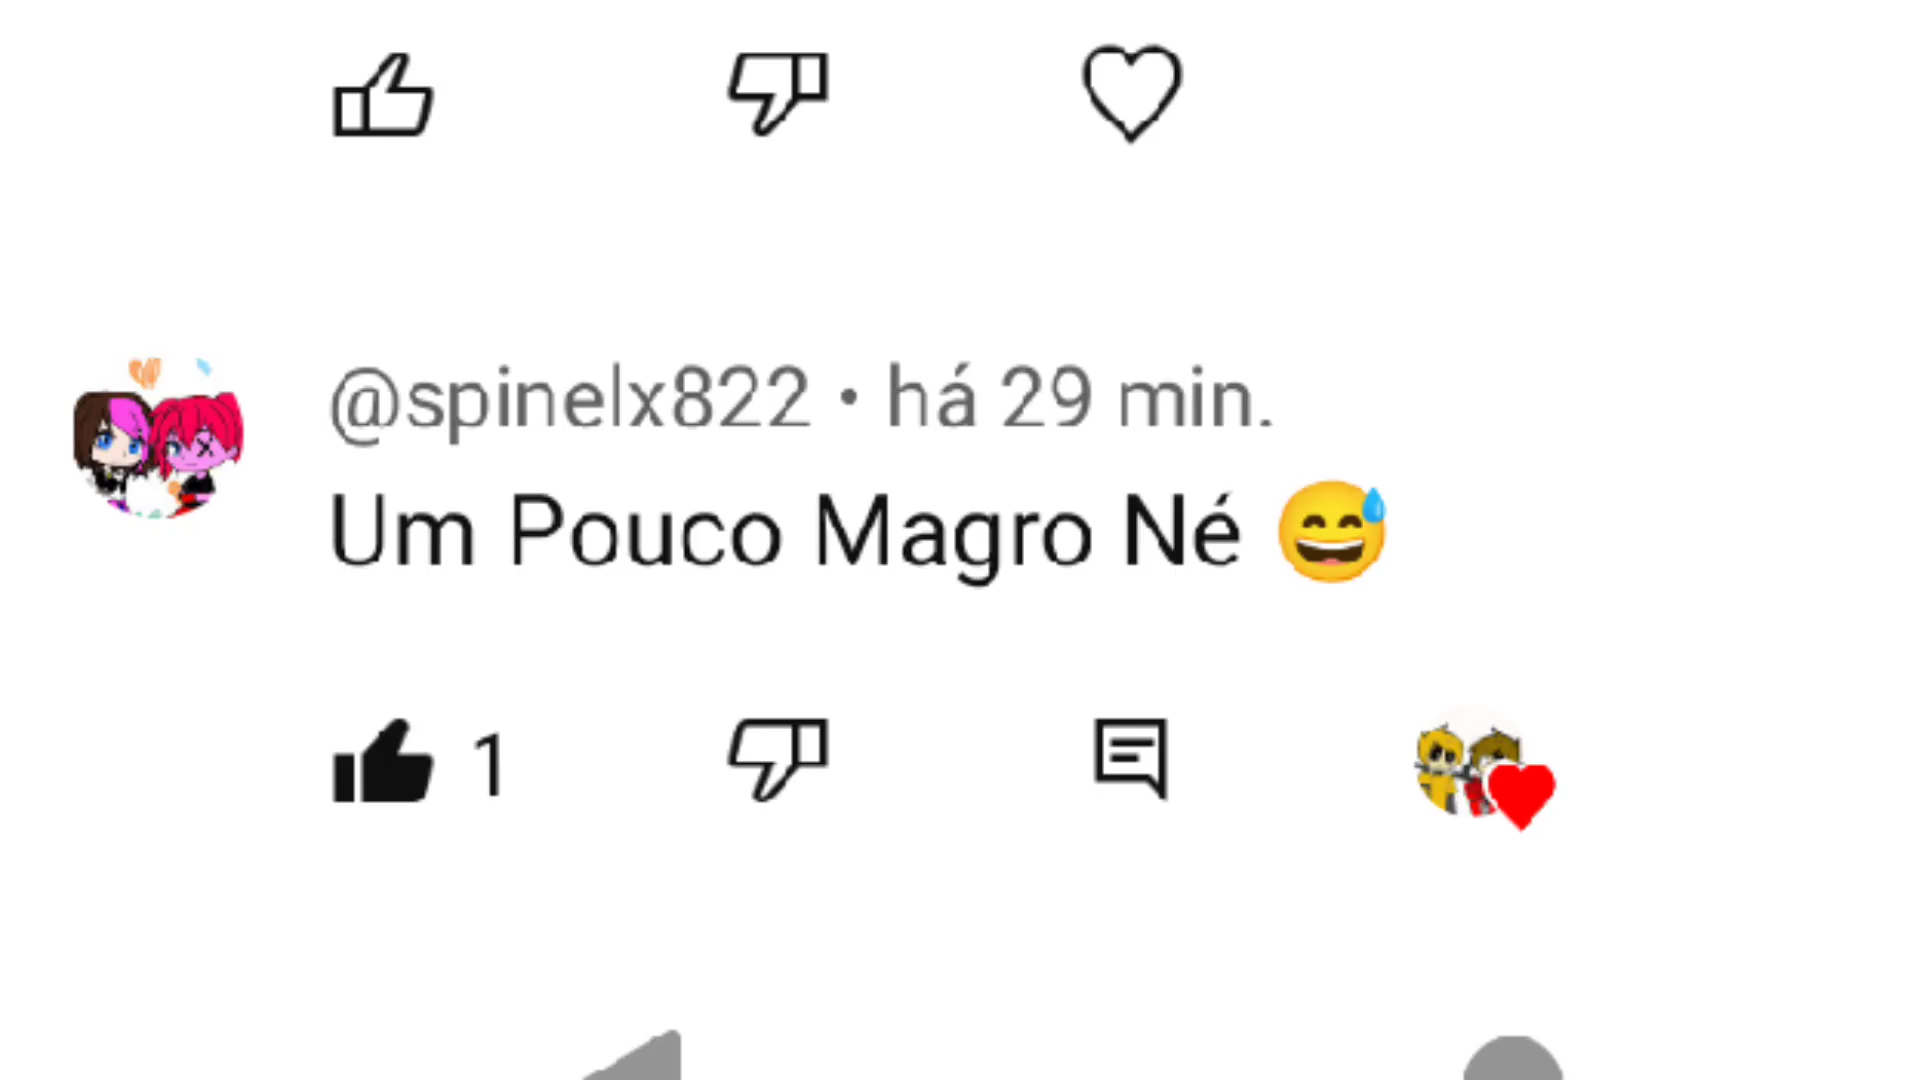 @spinelx822 • há 29 min.
Um Pouco Magro Né 😅
1